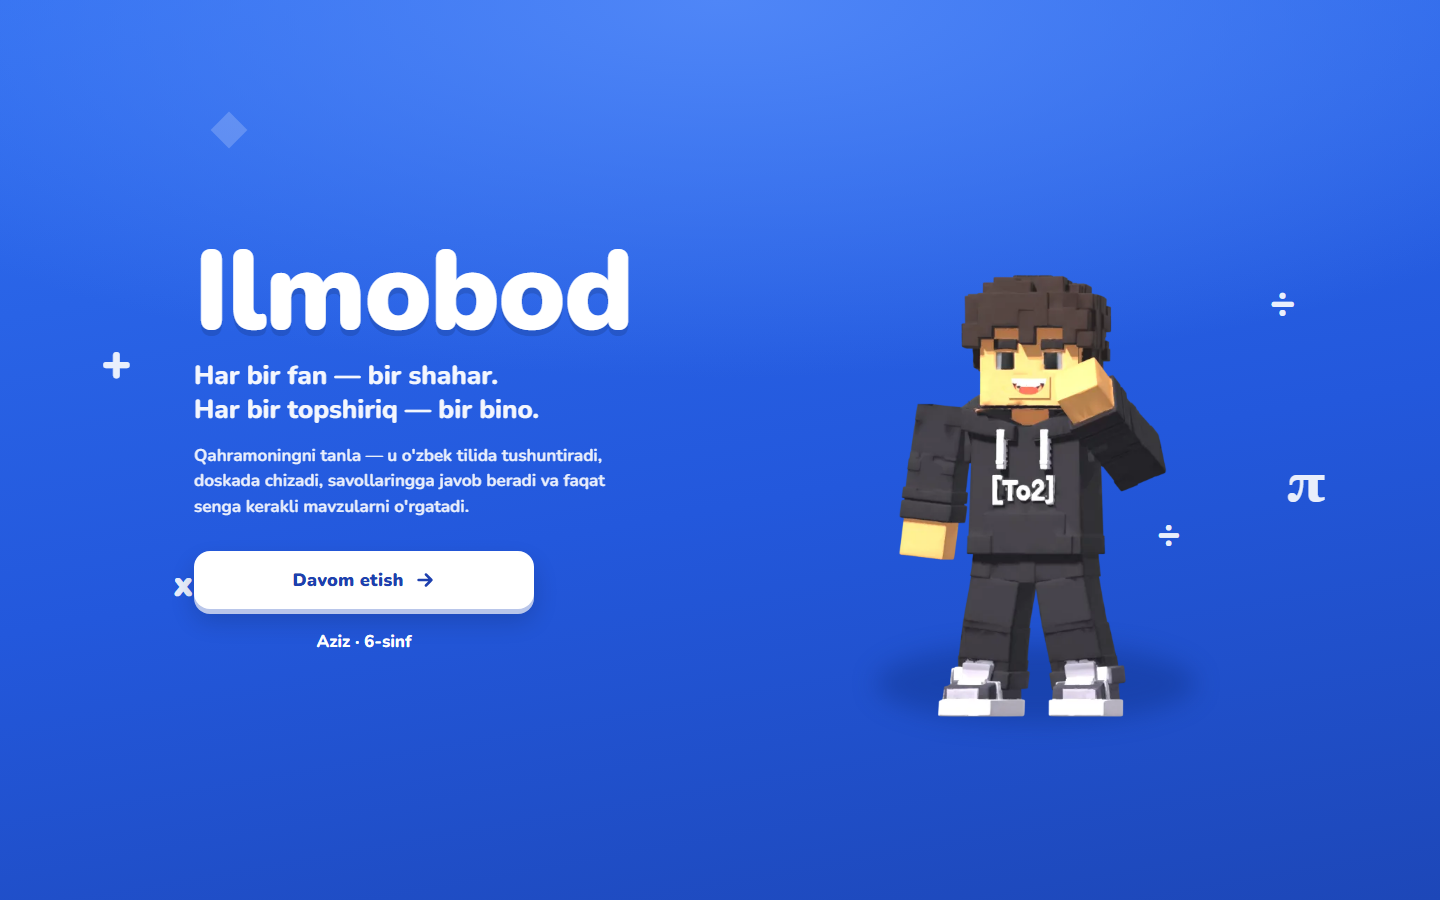 Ilmobod
Har bir fan — bir shahar.
Har bir topshiriq — bir bino.
Qahramoningni tanla — u o'zbek tilida tushuntiradi,
doskada chizadi, savollaringga javob beradi va faqat
senga kerakli mavzularni o'rgatadi.
Davom etish →
Aziz · 6-sinf
[To2]
+
×
÷
π
÷